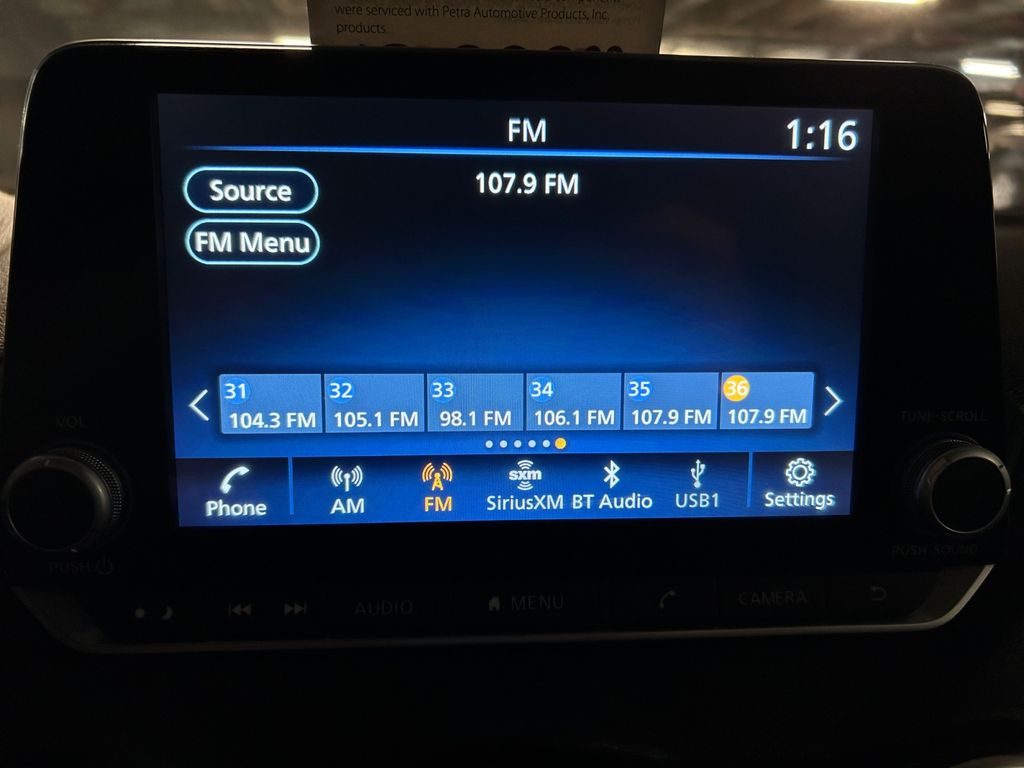 were serviced with Petra Automotive Products, Inc.
products.
FM
1:16
Source
107.9 FM
FM Menu
31
32
33
34
35
36
104.3 FM
105.1 FM
98.1 FM
106.1 FM
107.9 FM
107.9 FM
VOL
TUNE-SCROLL
sxm
Phone
AM
FM
SiriusXM
BT Audio
USB1
Settings
PUSH
PUSH SOUND
AUDIO
MENU
CAMERA